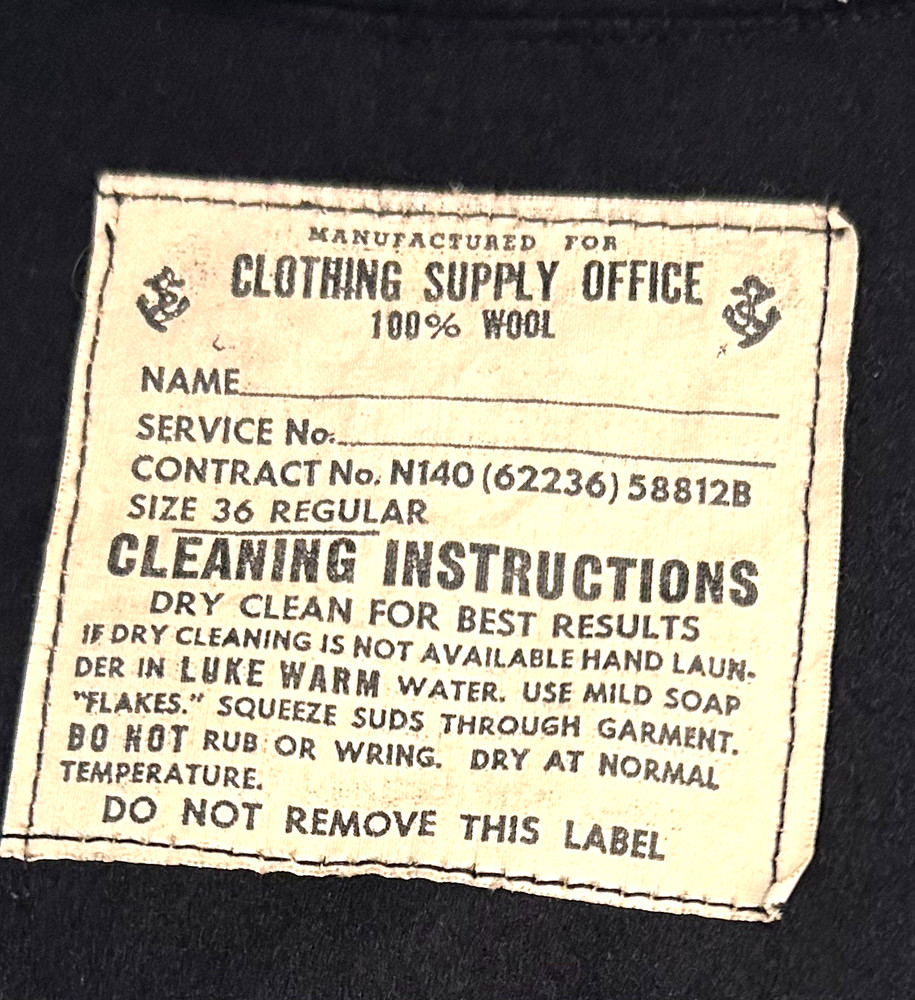 MANUFACTURED FOR
CLOTHING SUPPLY OFFICE
100% WOOL
NAME
SERVICE No.
CONTRACT No. N140 (62236) 58812B
SIZE 36 REGULAR
CLEANING INSTRUCTIONS
DRY CLEAN FOR BEST RESULTS
IF DRY CLEANING IS NOT AVAILABLE HAND LAUN-
DER IN LUKE WARM WATER. USE MILD SOAP
"FLAKES." SQUEEZE SUDS THROUGH GARMENT.
DO NOT RUB OR WRING. DRY AT NORMAL
TEMPERATURE.
DO NOT REMOVE THIS LABEL